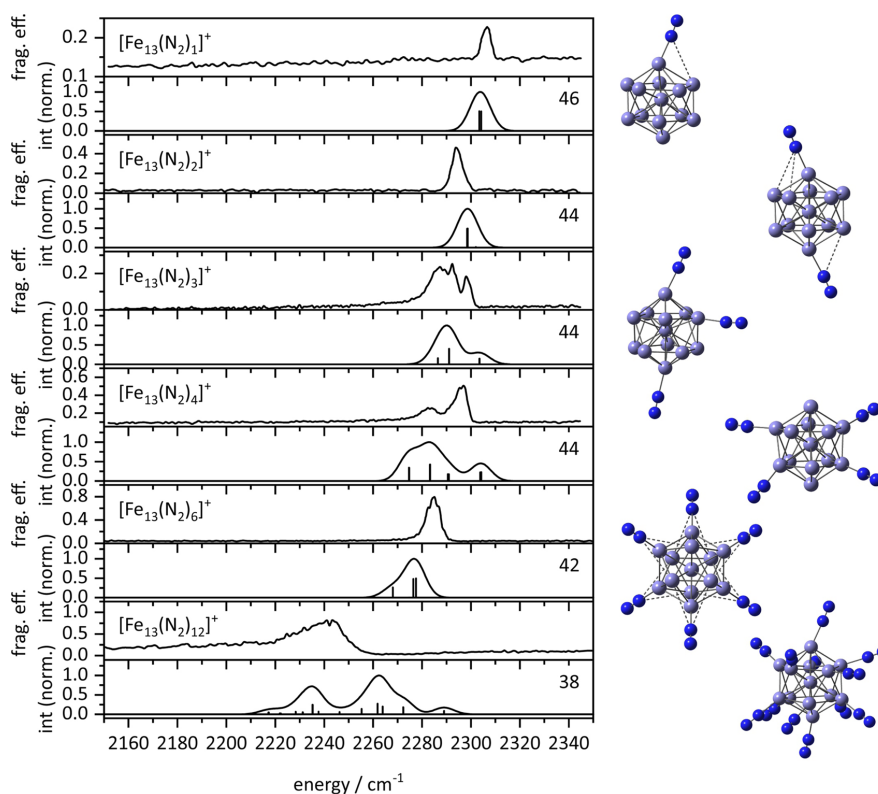 frag. eff.
0.2
0.1
[Fe₁₃(N₂)₁]⁺
int (norm.)
1.0
0.5
0.0
46
frag. eff.
0.4
0.2
0.0
[Fe₁₃(N₂)₂]⁺
int (norm.)
1.0
0.5
0.0
44
frag. eff.
0.2
0.0
[Fe₁₃(N₂)₃]⁺
int (norm.)
1.0
0.5
0.0
44
frag. eff.
0.6
0.4
0.2
[Fe₁₃(N₂)₄]⁺
int (norm.)
1.0
0.5
0.0
44
frag. eff.
0.8
0.4
0.0
[Fe₁₃(N₂)₆]⁺
int (norm.)
1.0
0.5
0.0
42
frag. eff.
1.0
0.5
0.0
[Fe₁₃(N₂)₁₂]⁺
int (norm.)
1.0
0.5
0.0
38
2160 2180 2200 2220 2240 2260 2280 2300 2320 2340
energy / cm⁻¹